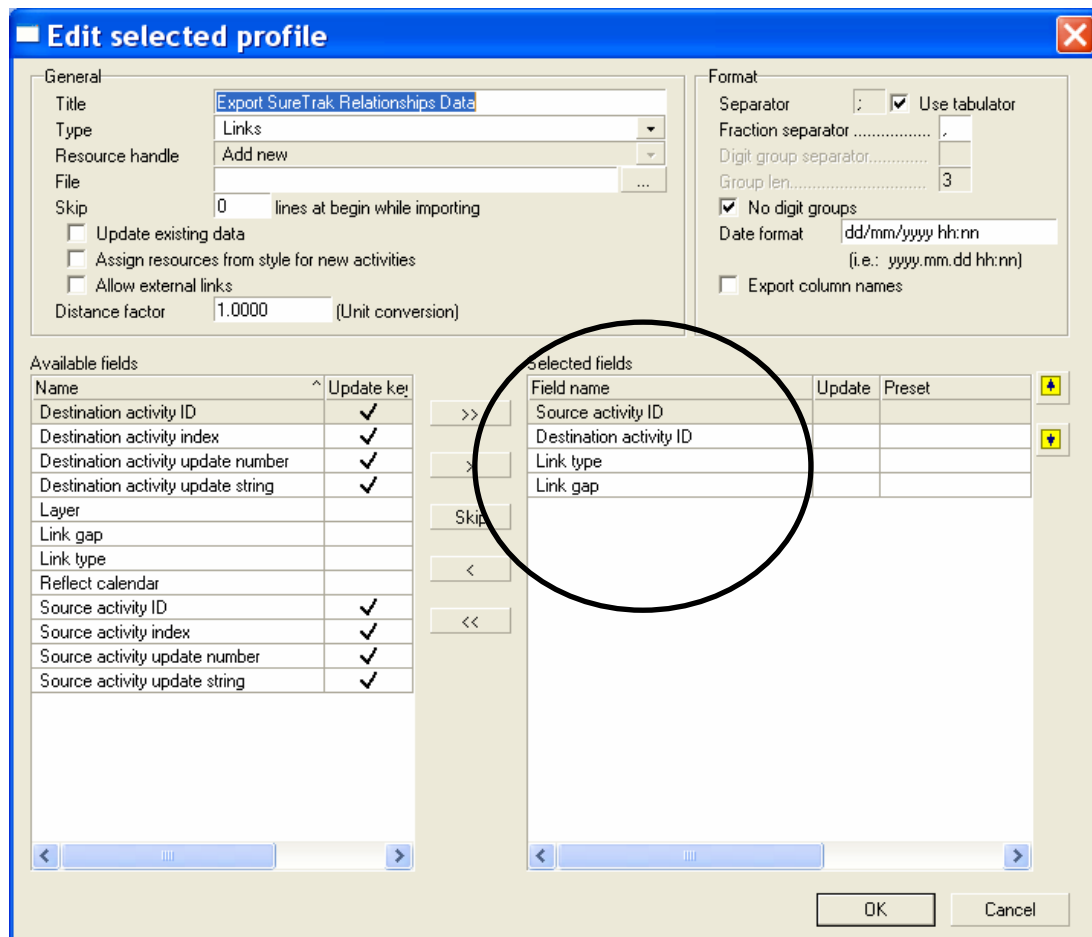 Edit selected profile
General
Title Export SureTrak Relationships Data
Type Links
Resource handle Add new
File ...
Skip 0 lines at begin while importing
Update existing data
Assign resources from style for new activities
Allow external links
Distance factor 1.0000 (Unit conversion)
Format
Separator ; Use tabulator
Fraction separator ................. ,
Digit group separator.............
Group len............................. 3
No digit groups
Date format dd/mm/yyyy hh:nn
(i.e.: yyyy.mm.dd hh:nn)
Export column names
Available fields
Name ^ Update key
Destination activity ID
Destination activity index
Destination activity update number
Destination activity update string
Layer
Link gap
Link type
Reflect calendar
Source activity ID
Source activity index
Source activity update number
Source activity update string
>>
>
Skip
<
<<
Selected fields
Field name Update Preset
Source activity ID
Destination activity ID
Link type
Link gap
OK Cancel